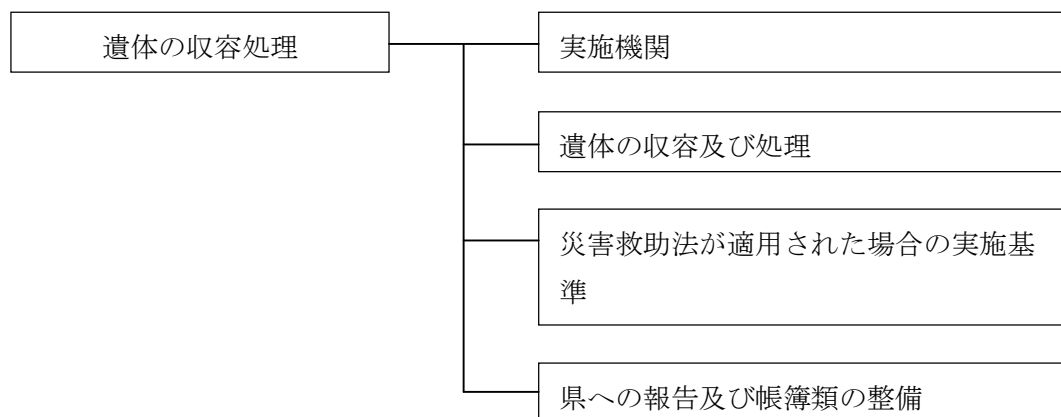 遺体の収容処理
実施機関
遺体の収容及び処理
災害救助法が適用された場合の実施基
準
県への報告及び帳簿類の整備